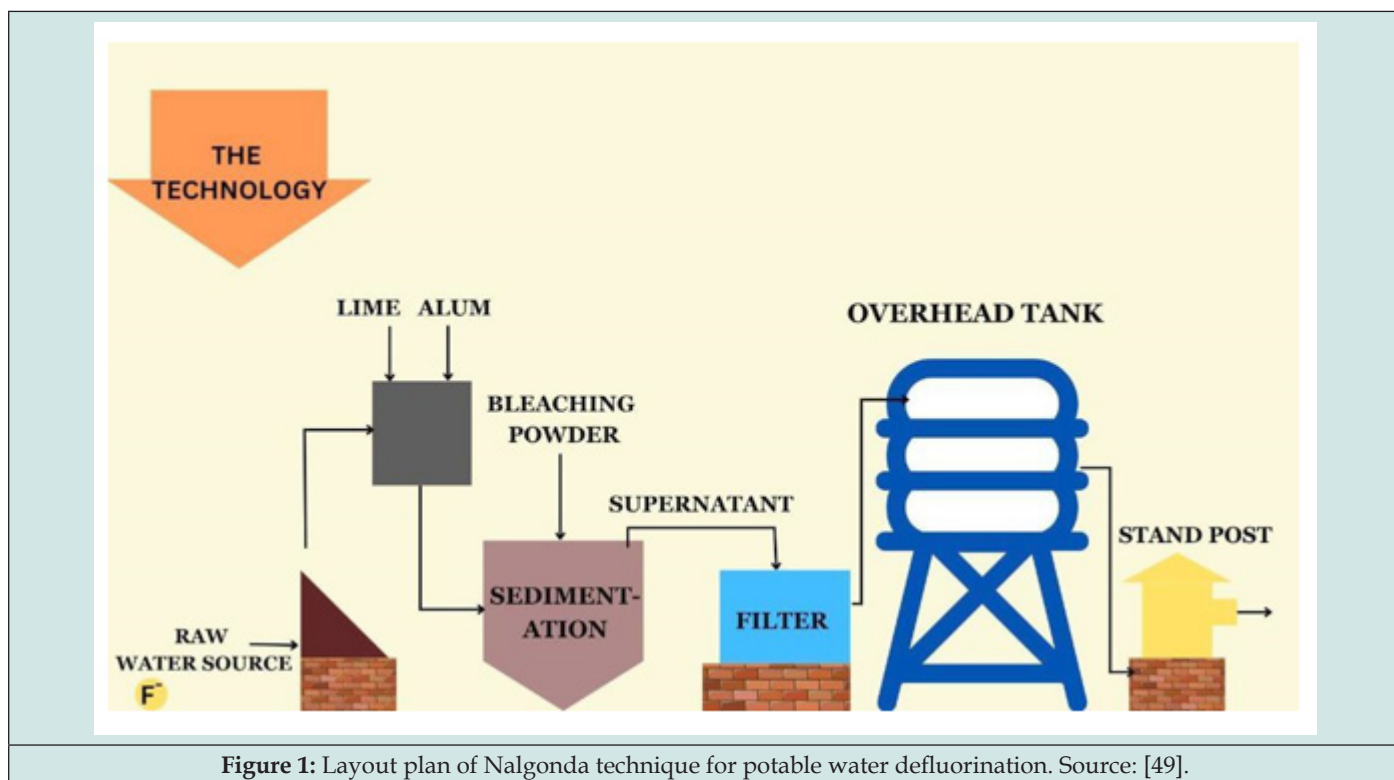 THE
TECHNOLOGY
LIME ALUM
OVERHEAD TANK
BLEACHING
POWDER
SUPERNATANT
STAND POST
SEDIMENT-
ATION
FILTER
RAW
WATER SOURCE
F⁻
Figure 1: Layout plan of Nalgonda technique for potable water defluorination. Source: [49].